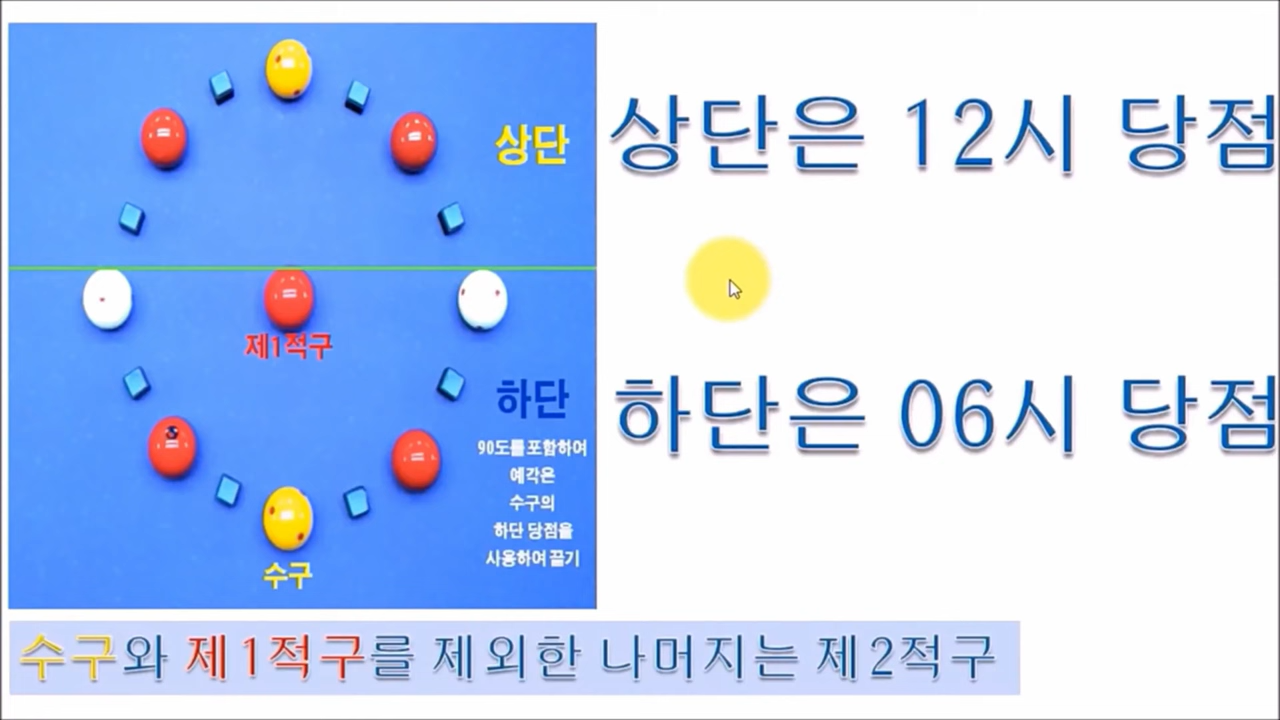 상단
상단은 12시 당점
제1적구
하단
하단은 06시 당점
90도를 포함하여
예각은
수구의
하단 당점을
사용하여 끌기
수구
수구와 제1적구를 제외한 나머지는 제2적구